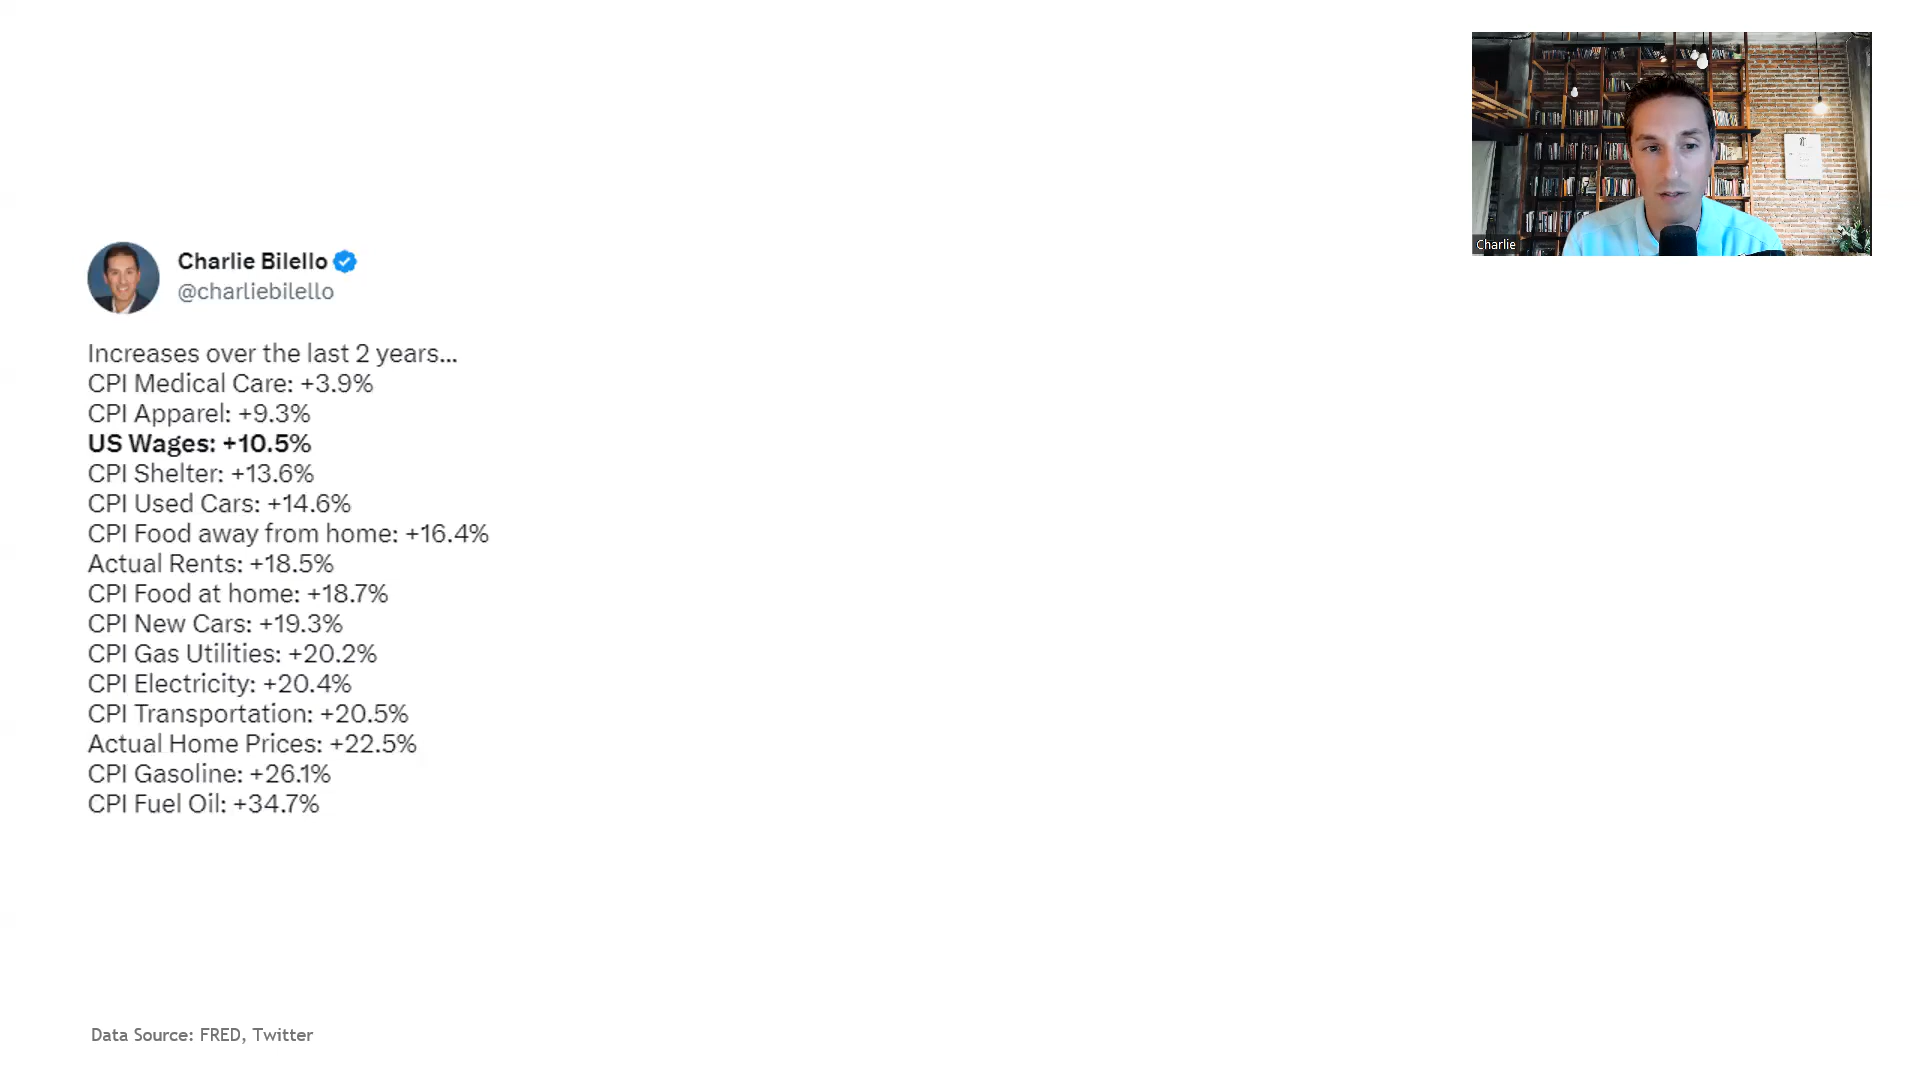 Charlie
Charlie Bilello
@charliebilello
Increases over the last 2 years...
CPI Medical Care: +3.9%
CPI Apparel: +9.3%
US Wages: +10.5%
CPI Shelter: +13.6%
CPI Used Cars: +14.6%
CPI Food away from home: +16.4%
Actual Rents: +18.5%
CPI Food at home: +18.7%
CPI New Cars: +19.3%
CPI Gas Utilities: +20.2%
CPI Electricity: +20.4%
CPI Transportation: +20.5%
Actual Home Prices: +22.5%
CPI Gasoline: +26.1%
CPI Fuel Oil: +34.7%
Data Source: FRED, Twitter